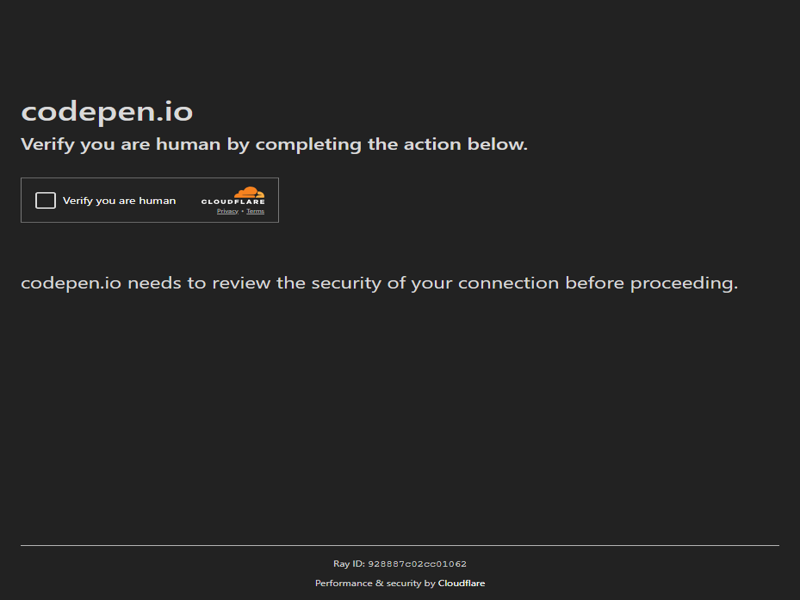 codepen.io
Verify you are human by completing the action below.
Verify you are human
CLOUDFLARE
Privacy • Terms
codepen.io needs to review the security of your connection before proceeding.
Ray ID: 928887c02cc01062
Performance & security by Cloudflare